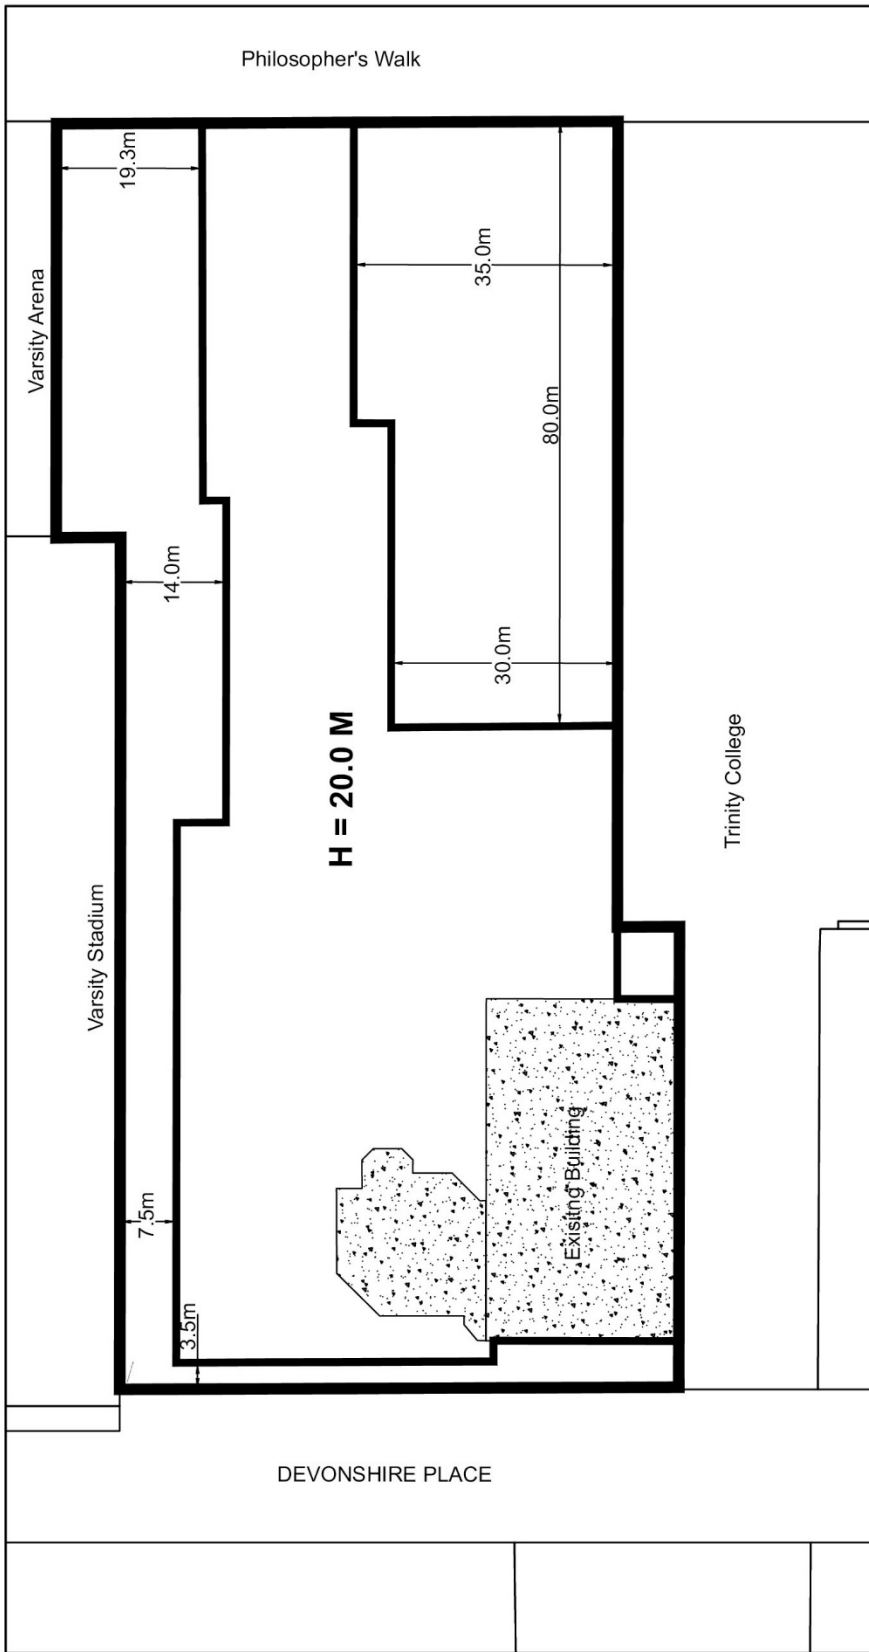 Philosopher's Walk
19.3m
Varsity Arena
35.0m
80.0m
14.0m
30.0m
H = 20.0 M
Trinity College
Varsity Stadium
Exisitng Building
7.5m
3.5m
DEVONSHIRE PLACE